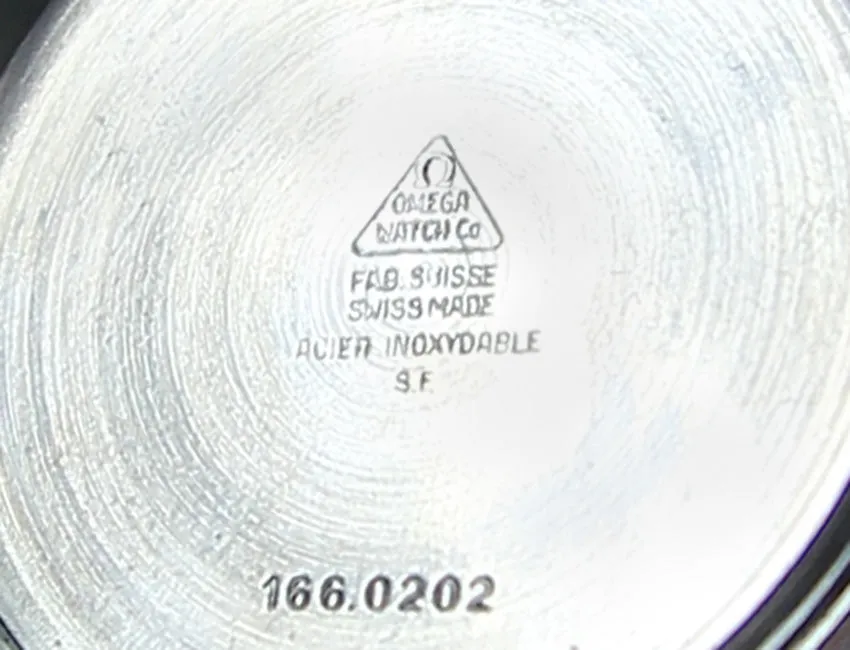 Ω
OMEGA
WATCH Co
FAB. SUISSE
SWISS MADE
ACIER INOXYDABLE
S.F.
166.0202